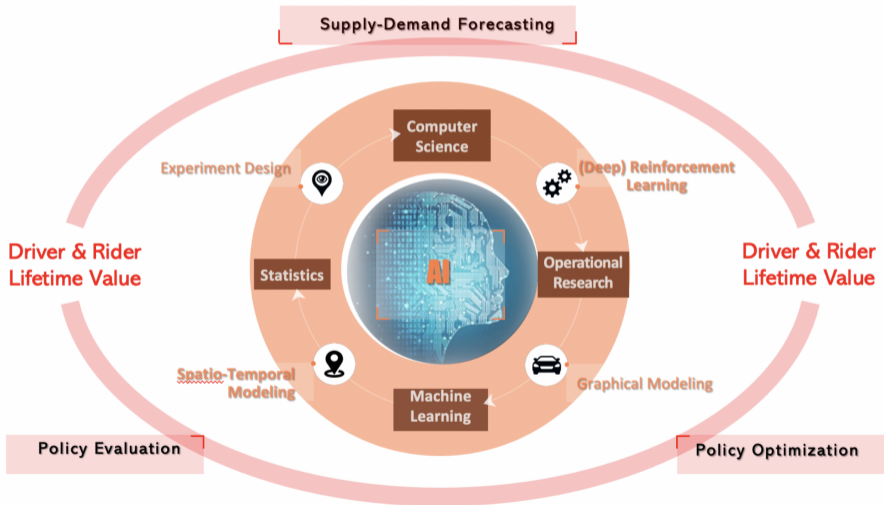 Supply-Demand Forecasting
Computer
Science
Experiment Design
(Deep) Reinforcement
Learning
Driver & Rider
Lifetime Value
Statistics
AI
Operational
Research
Driver & Rider
Lifetime Value
Spatio-Temporal
Modeling
Machine
Learning
Graphical Modeling
Policy Evaluation
Policy Optimization